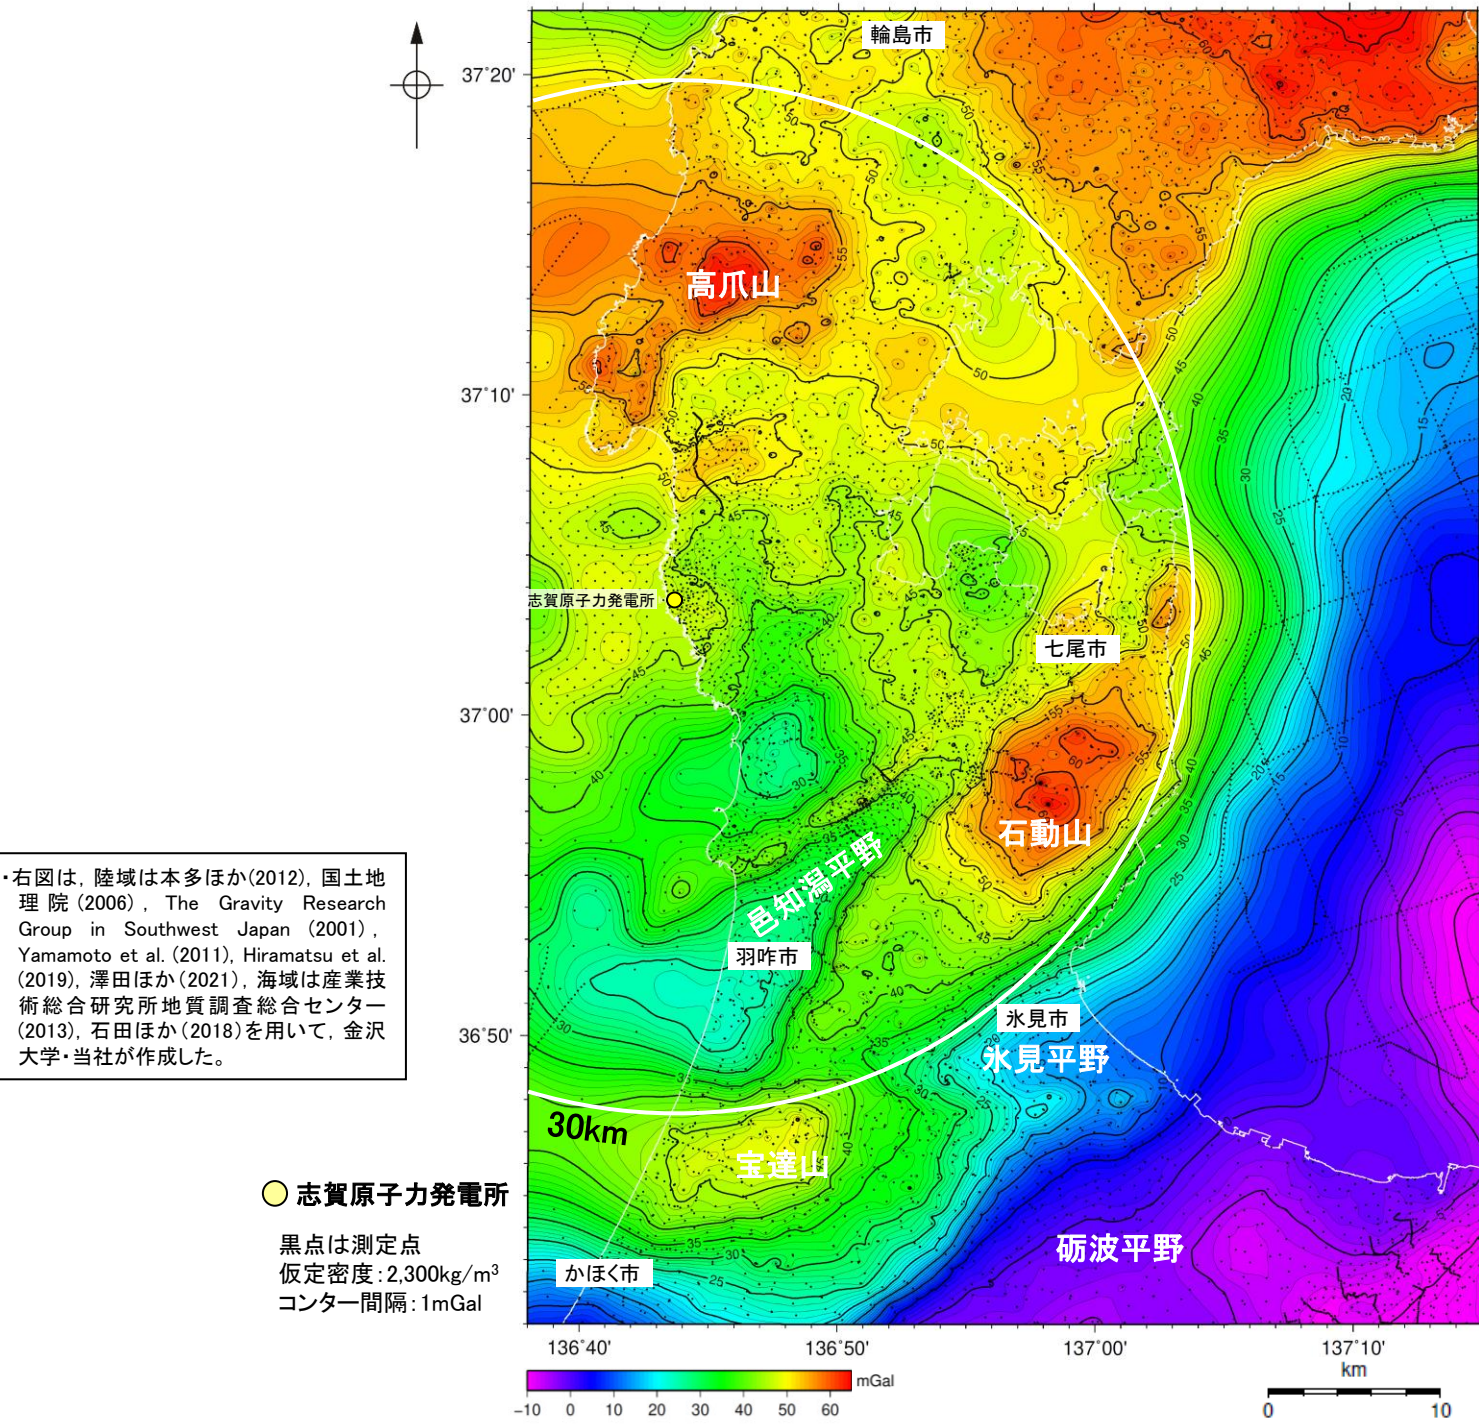 輪島市
37°20'
高爪山
37°10'
志賀原子力発電所
七尾市
37°00'
石動山
邑知潟平野
羽咋市
・右図は，陸域は本多ほか(2012)，国土地
理院(2006)，The Gravity Research
Group in Southwest Japan (2001)，
Yamamoto et al. (2011), Hiramatsu et al.
(2019)，澤田ほか(2021)，海域は産業技
術総合研究所地質調査総合センター
(2013)，石田ほか(2018)を用いて，金沢
大学・当社が作成した。
氷見市
36°50'
氷見平野
30km
宝達山
志賀原子力発電所
砺波平野
黒点は測定点
仮定密度：2,300kg/m³
コンター間隔：1mGal
かほく市
136°40' 136°50' 137°00' 137°10'
mGal
-10 0 10 20 30 40 50 60
km
0 10